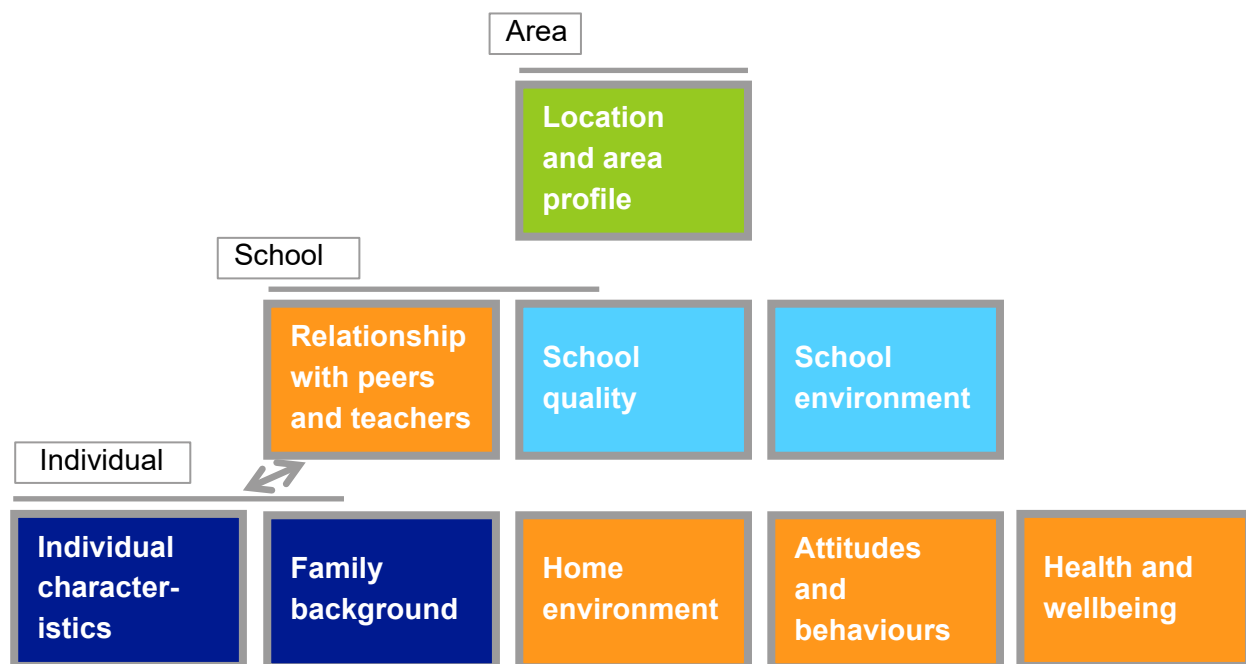 Area
Location
and area
profile
School
Relationship
with peers
and teachers
School
quality
School
environment
Individual
Individual
character-
istics
Family
background
Home
environment
Attitudes
and
behaviours
Health and
wellbeing